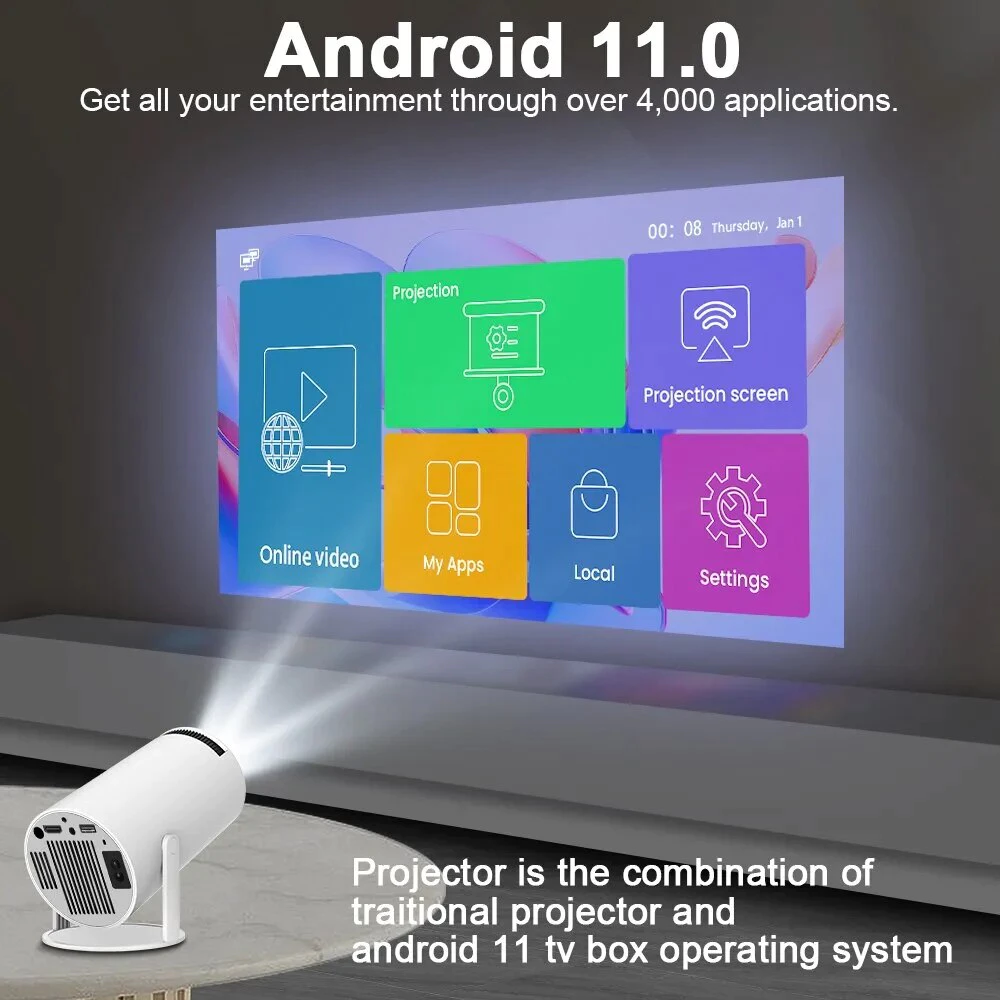 Android 11.0
Get all your entertainment through over 4,000 applications.
00: 08 Thursday, Jan 1
Projection
Projection screen
Online video
My Apps
Local
Settings
Projector is the combination of
traitional projector and
android 11 tv box operating system